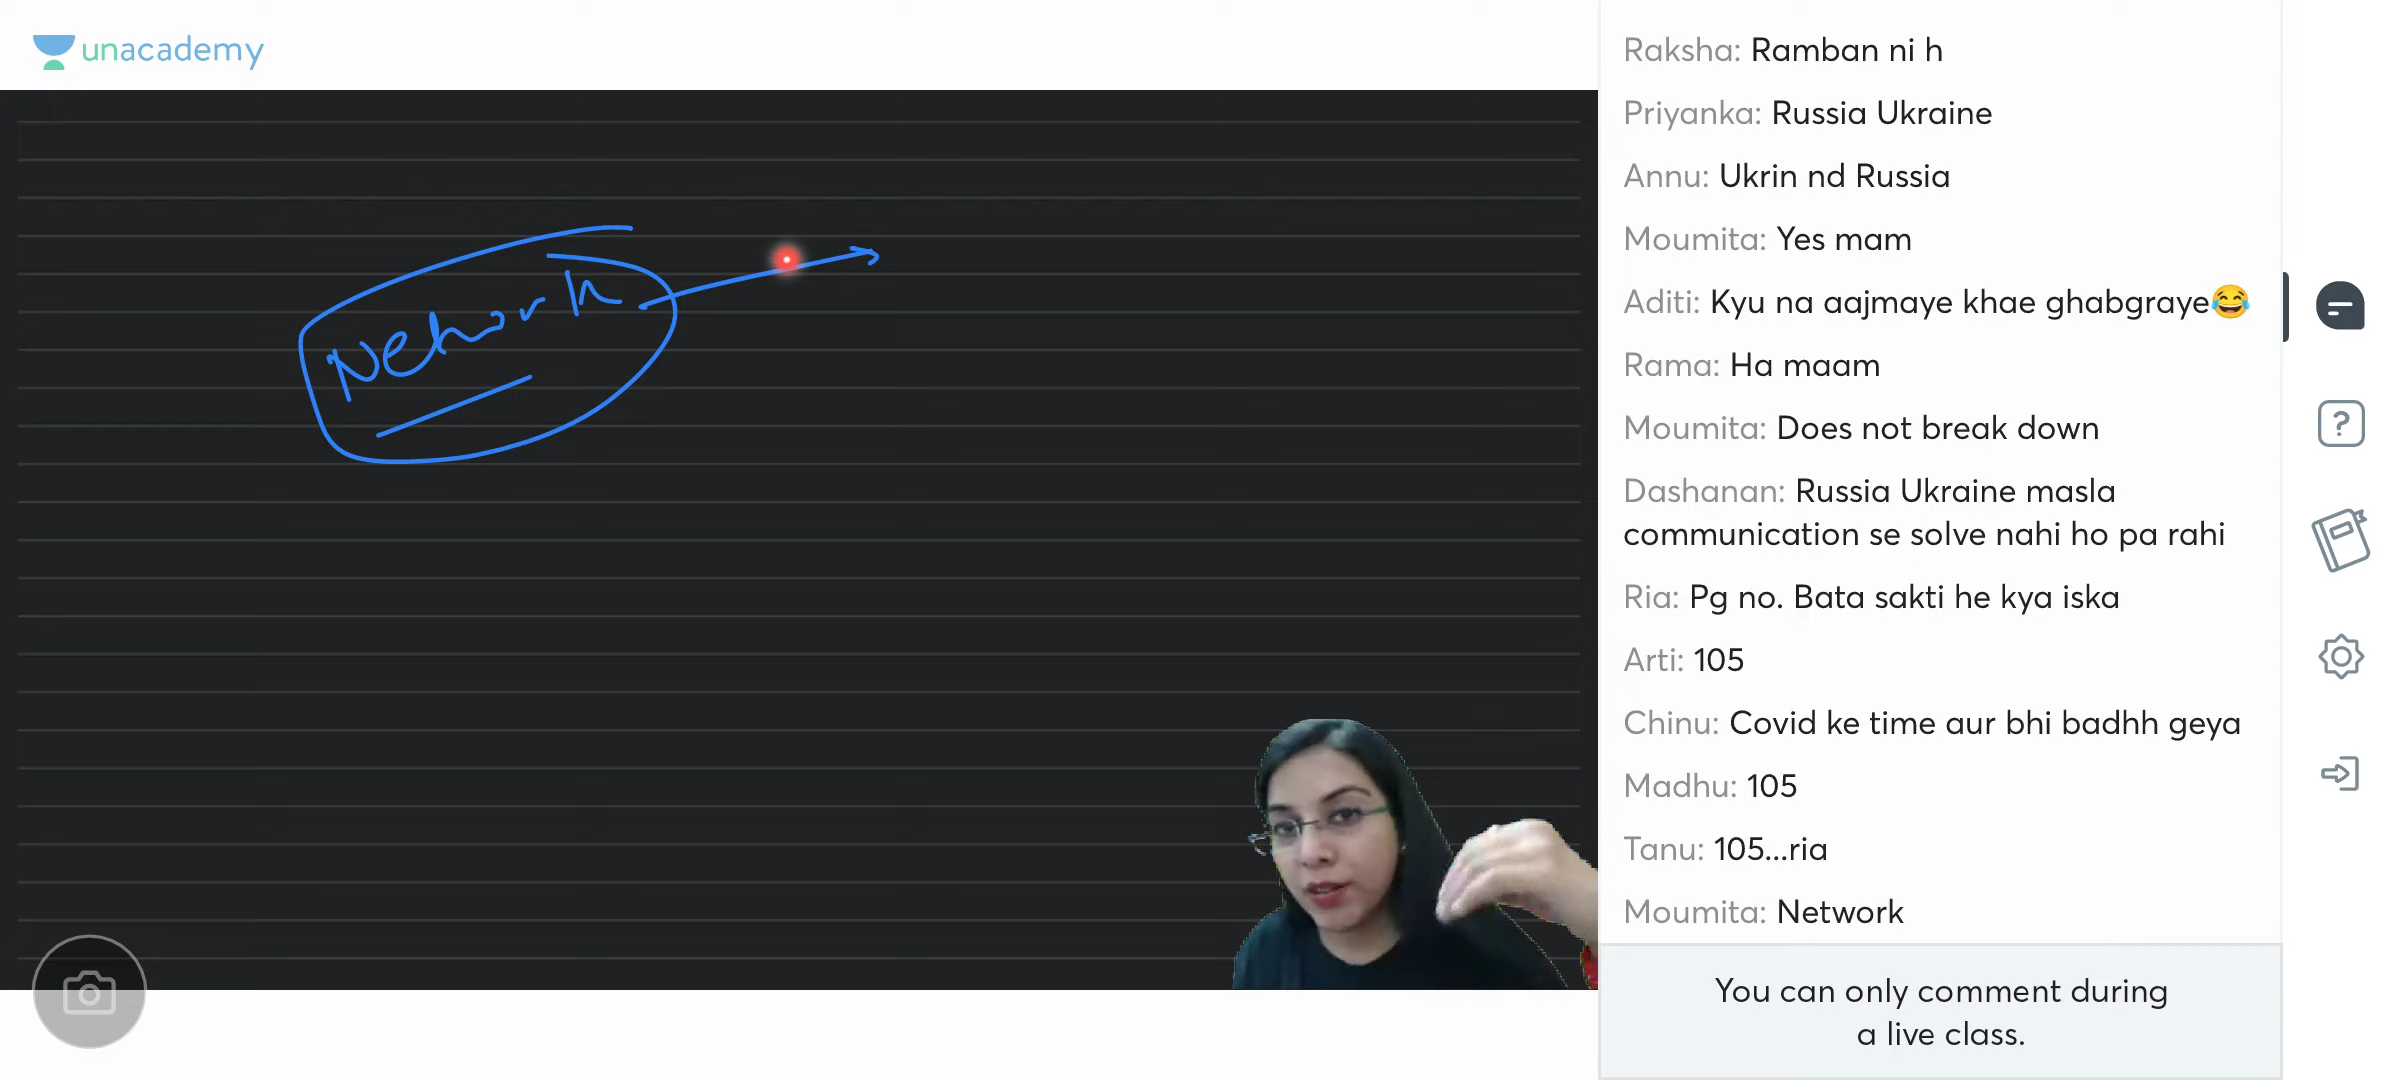 unacademy
Network
Raksha: Ramban ni h
Priyanka: Russia Ukraine
Annu: Ukrin nd Russia
Moumita: Yes mam
Aditi: Kyu na aajmaye khae ghabgraye😂
Rama: Ha maam
Moumita: Does not break down
Dashanan: Russia Ukraine masla
communication se solve nahi ho pa rahi
Ria: Pg no. Bata sakti he kya iska
Arti: 105
Chinu: Covid ke time aur bhi badhh geya
Madhu: 105
Tanu: 105...ria
Moumita: Network
You can only comment during
a live class.